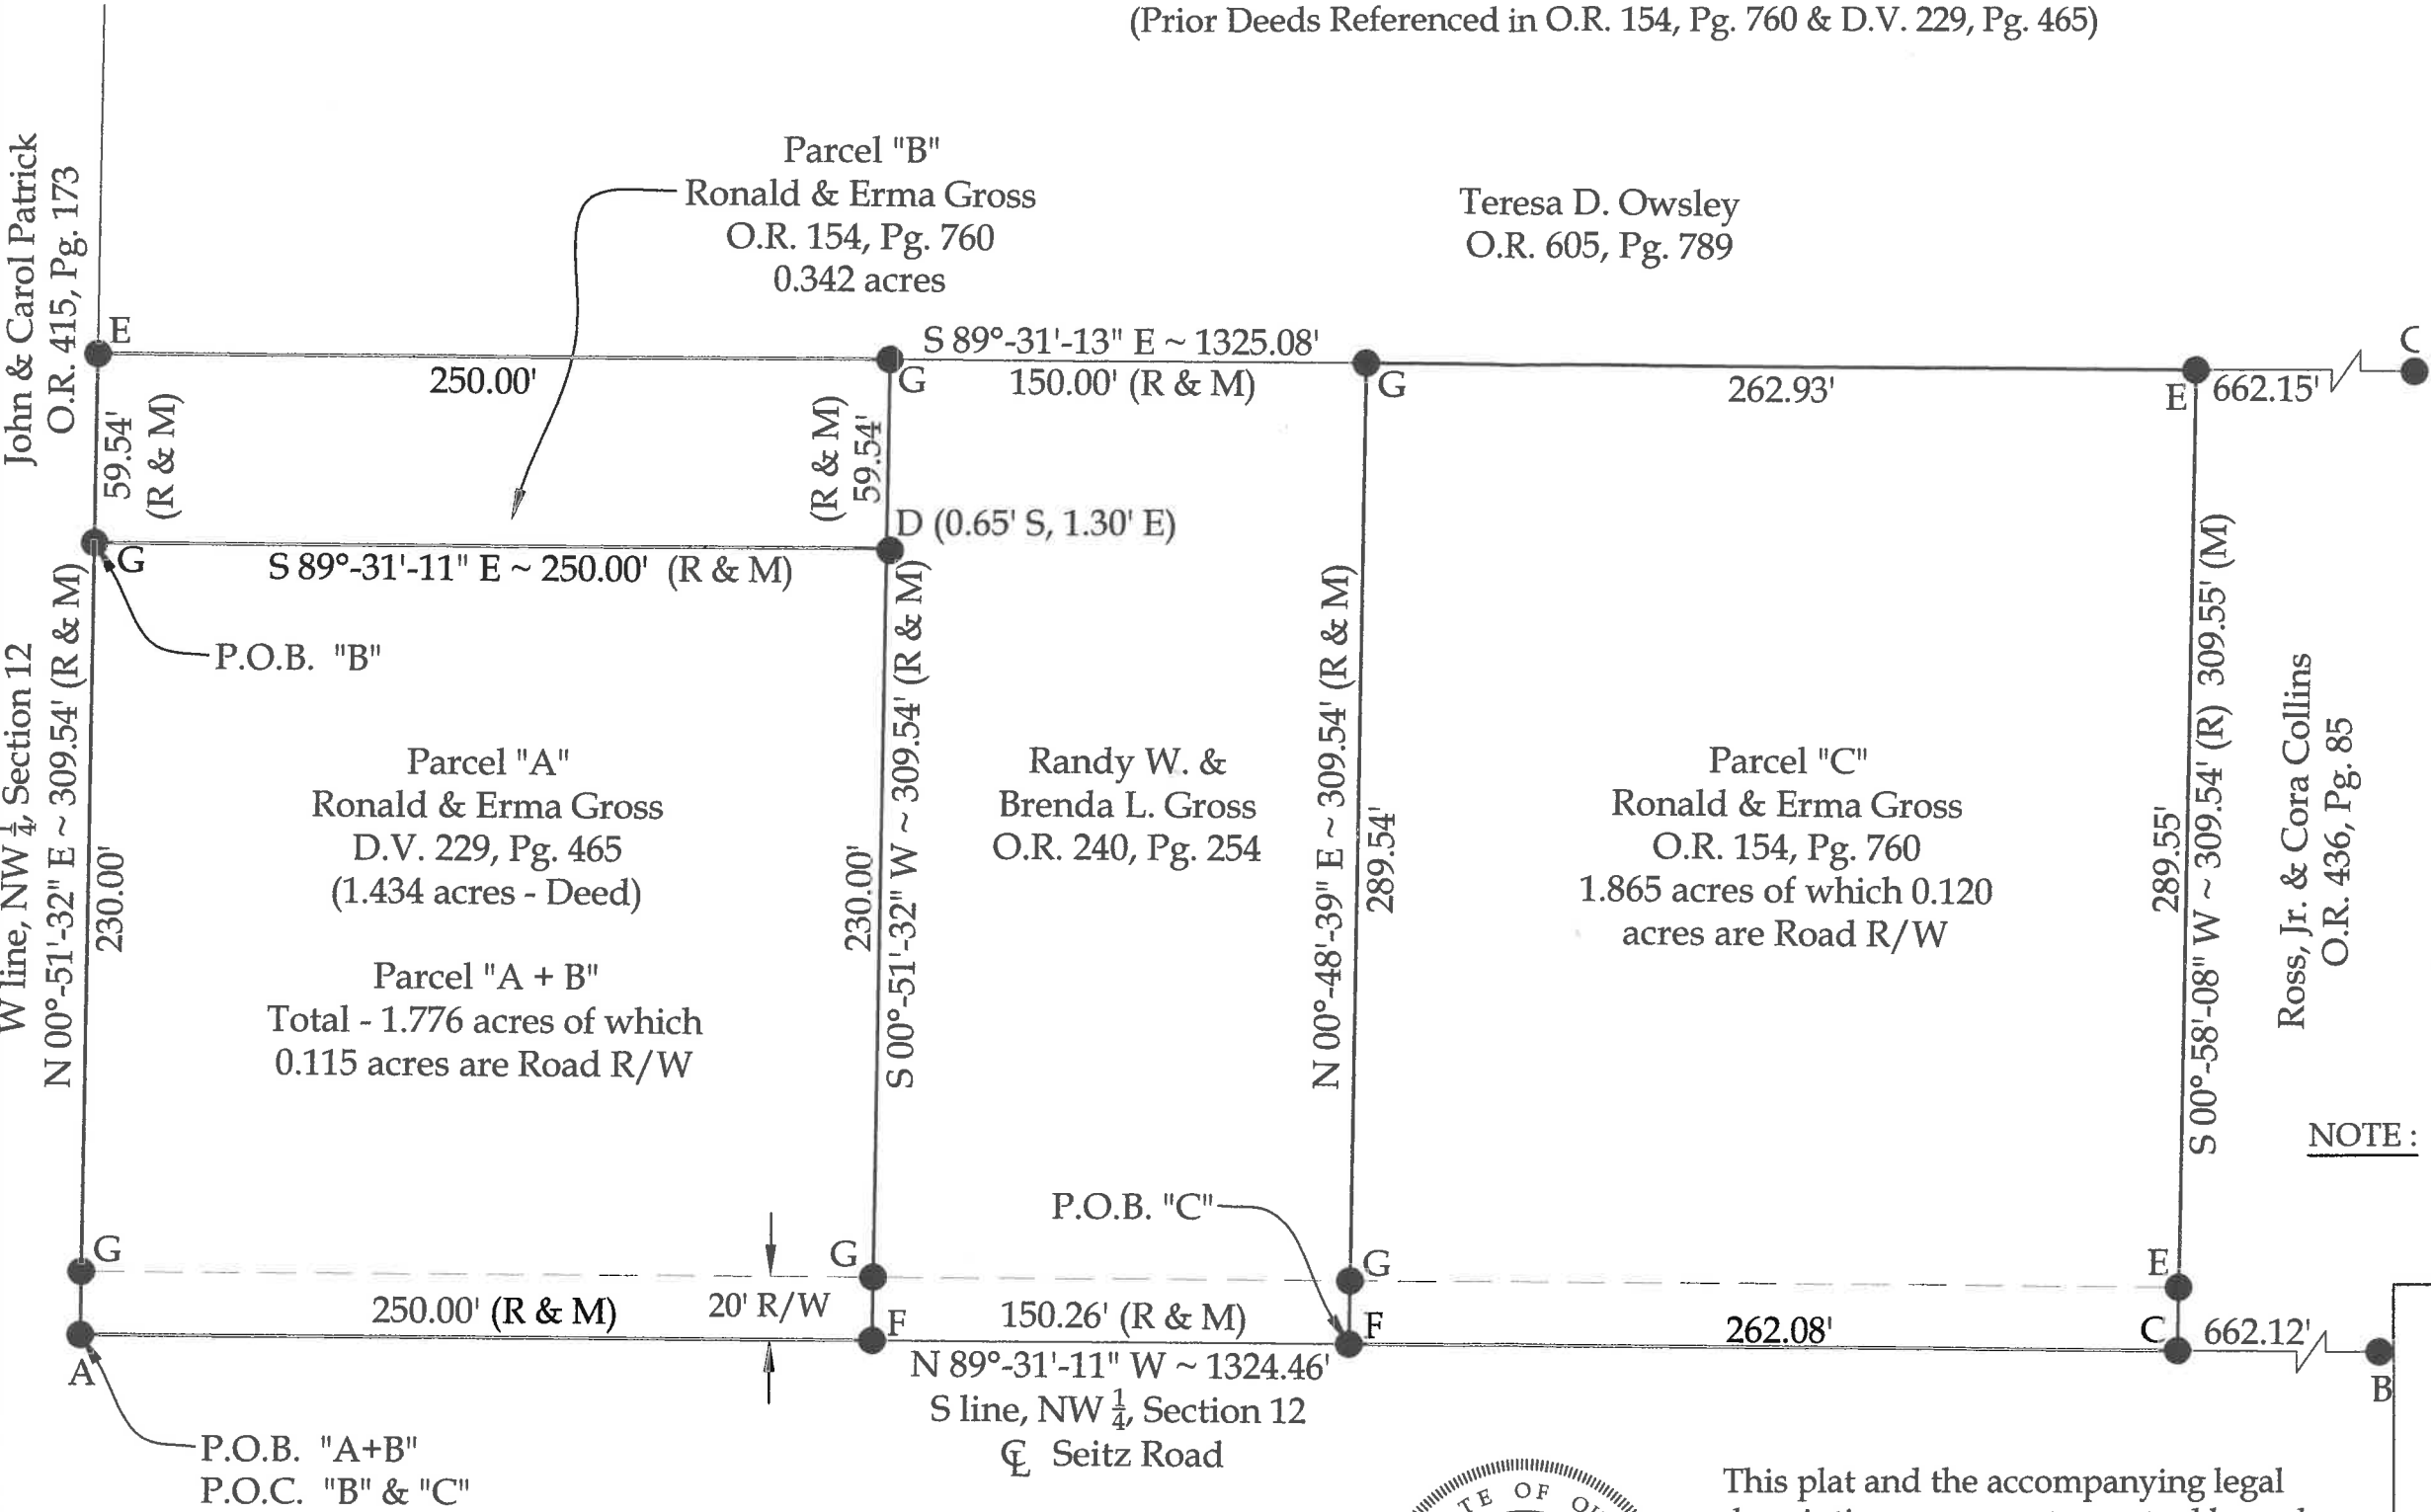 (Prior Deeds Referenced in O.R. 154, Pg. 760 & D.V. 229, Pg. 465)
John & Carol Patrick
O.R. 415, Pg. 173
Parcel "B"
Ronald & Erma Gross
O.R. 154, Pg. 760
0.342 acres
Teresa D. Owsley
O.R. 605, Pg. 789
E
S 89°-31'-13" E ~ 1325.08'
C
250.00'
G
150.00' (R & M)
G
262.93'
E
662.15'
59.54'
(R & M)
(R & M)
59.54'
D (0.65' S, 1.30' E)
G
S 89°-31'-11" E ~ 250.00' (R & M)
P.O.B. "B"
W line, NW 1/4, Section 12
N 00°-51'-32" E ~ 309.54' (R & M)
230.00'
Parcel "A"
Ronald & Erma Gross
D.V. 229, Pg. 465
(1.434 acres - Deed)
Parcel "A + B"
Total - 1.776 acres of which
0.115 acres are Road R/W
230.00'
S 00°-51'-32" W ~ 309.54' (R & M)
Randy W. &
Brenda L. Gross
O.R. 240, Pg. 254
N 00°-48'-39" E ~ 309.54' (R & M)
289.54'
Parcel "C"
Ronald & Erma Gross
O.R. 154, Pg. 760
1.865 acres of which 0.120
acres are Road R/W
289.55'
S 00°-58'-08" W ~ 309.54' (R) 309.55' (M)
Ross, Jr. & Cora Collins
O.R. 436, Pg. 85
NOTE :
P.O.B. "C"
G
G
G
E
250.00' (R & M)
20' R/W
F
150.26' (R & M)
F
262.08'
C
662.12'
A
N 89°-31'-11" W ~ 1324.46'
B
S line, NW 1/4, Section 12
℄ Seitz Road
P.O.B. "A+B"
P.O.C. "B" & "C"
TE OF O
This plat and the accompanying legal